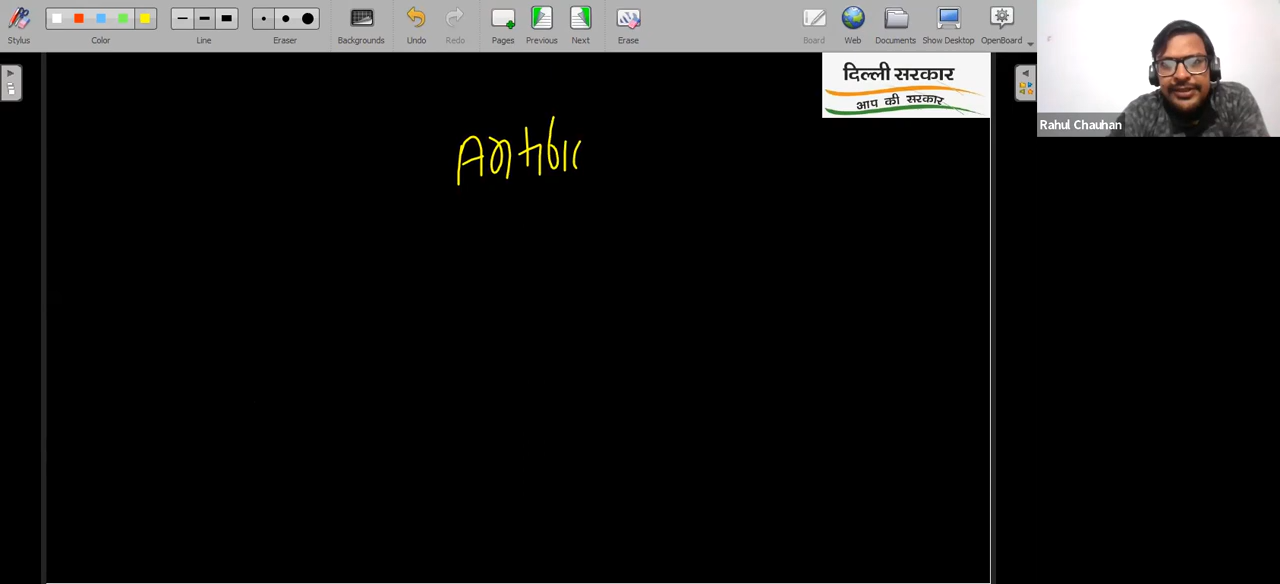 Stylus Color Line Eraser Backgrounds Undo Redo Pages Previous Next Erase Board Web Documents Show Desktop OpenBoard
दिल्ली सरकार
आप की सरकार
Rahul Chauhan
Antibi